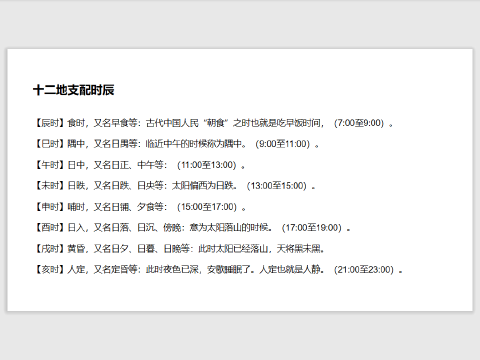 十二地支配时辰
【辰时】食时，又名早食等：古代中国人民“朝食”之时也就是吃早饭时间，（7:00至9:00）。
【巳时】隅中，又名日禺等：临近中午的时候称为隅中。（9:00至11:00）。
【午时】日中，又名日正、中午等：（11:00至13:00）。
【未时】日昳，又名日跌、日央等：太阳偏西为日跌。（13:00至15:00）。
【申时】哺时，又名日铺、夕食等：（15:00至17:00）。
【酉时】日入，又名日落、日沉、傍晚：意为太阳落山的时候。（17:00至19:00）。
【戌时】黄昏，又名日夕、日暮、日晚等：此时太阳已经落山，天将黑未黑。
【亥时】人定，又名定昏等：此时夜色已深，安歇睡眠了。人定也就是人静。（21:00至23:00）。